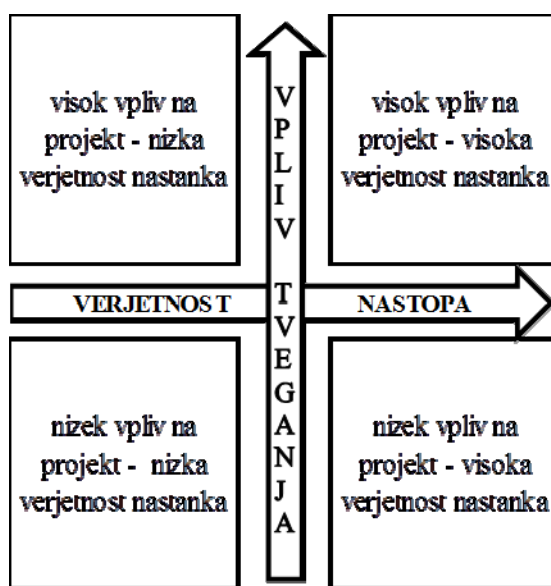 visok vpliv na
projekt - nizka
verjetnost nastanka
visok vpliv na
projekt - visoka
verjetnost nastanka
VPLIV TVEGANJA
VERJETNOST NASTOPA
nizek vpliv na
projekt - nizka
verjetnost nastanka
nizek vpliv na
projekt - visoka
verjetnost nastanka